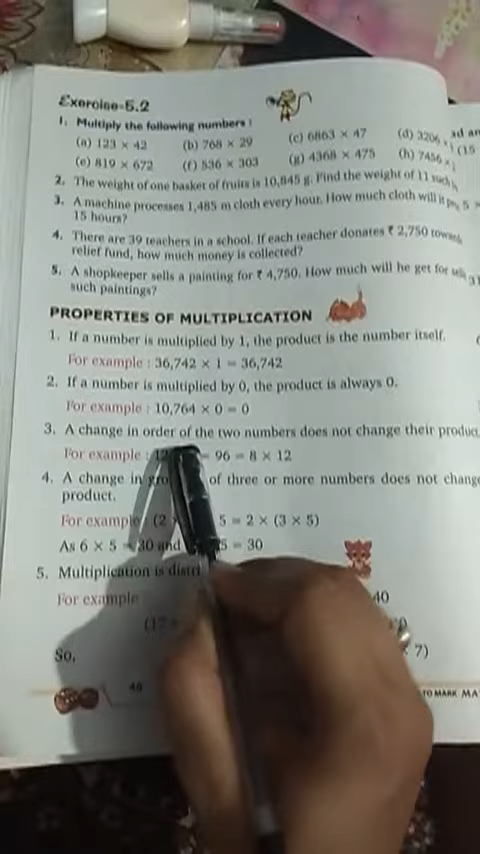 Exercise-5.2
1. Multiply the following numbers :
(a) 123 × 42 (b) 768 × 29 (c) 6863 × 47 (d) 3206
(e) 819 × 672 (f) 536 × 303 (g) 4368 × 475 (h) 7456 ×
2. The weight of one basket of fruits is 10,845 g. Find the weight of 11 such
3. A machine processes 1,485 m cloth every hour. How much cloth will it
15 hours?
4. There are 39 teachers in a school. If each teacher donates ₹ 2,750
relief fund, how much money is collected?
5. A shopkeeper sells a painting for ₹ 4,750. How much will he get for
such paintings?
PROPERTIES OF MULTIPLICATION
1. If a number is multiplied by 1, the product is the number itself.
For example : 36,742 × 1 = 36,742
2. If a number is multiplied by 0, the product is always 0.
For example : 10,764 × 0 = 0
3. A change in order of the two numbers does not change their
For example : 12 = 96 = 8 × 12
4. A change in of three or more numbers does not
product.
For example (2 5 = 2 × (3 × 5)
As 6 × 5 = 30 and 5 = 30
5. Multiplication is
For example 40
(12
So, 7)
48 TO MARK